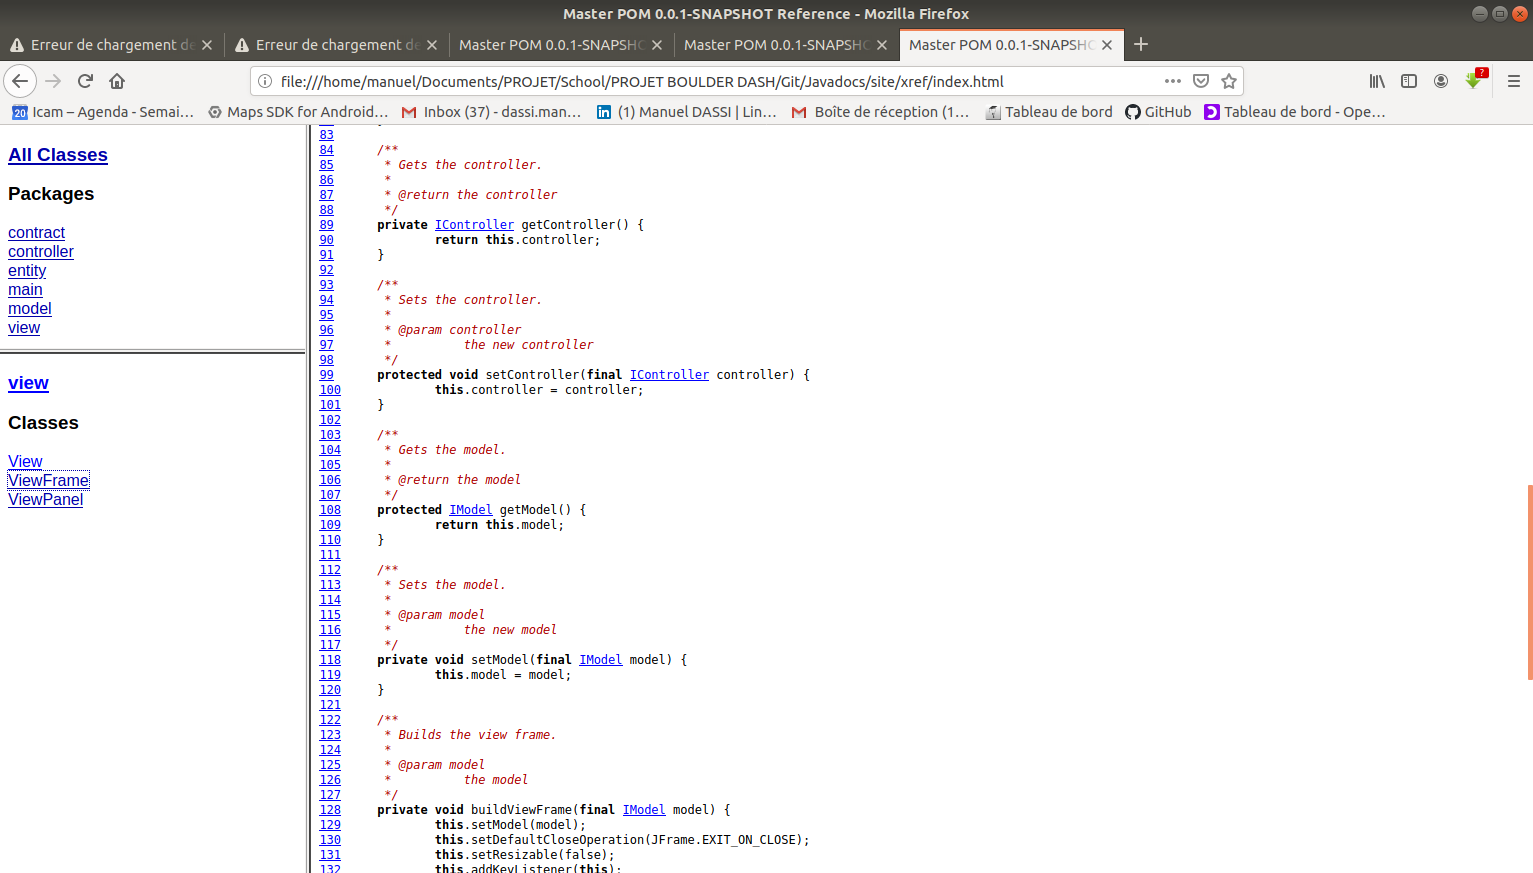 Master POM 0.0.1-SNAPSHOT Reference - Mozilla Firefox
Erreur de chargement de
Erreur de chargement de
Master POM 0.0.1-SNAPSHO
Master POM 0.0.1-SNAPSHO
Master POM 0.0.1-SNAPSHO
file:///home/manuel/Documents/PROJET/School/PROJET BOULDER DASH/Git/Javadocs/site/xref/index.html
?
20 Icam – Agenda - Semai…
Maps SDK for Android…
Inbox (37) - dassi.man…
(1) Manuel DASSI | Lin…
Boîte de réception (1…
Tableau de bord
GitHub
Tableau de bord - Ope…
All Classes
Packages
contract
controller
entity
main
model
view
view
Classes
View
ViewFrame
ViewPanel
83
84 /**
85 * Gets the controller.
86 *
87 * @return the controller
88 */
89 private IController getController() {
90 return this.controller;
91 }
92
93 /**
94 * Sets the controller.
95 *
96 * @param controller
97 * the new controller
98 */
99 protected void setController(final IController controller) {
100 this.controller = controller;
101 }
102
103 /**
104 * Gets the model.
105 *
106 * @return the model
107 */
108 protected IModel getModel() {
109 return this.model;
110 }
111
112 /**
113 * Sets the model.
114 *
115 * @param model
116 * the new model
117 */
118 private void setModel(final IModel model) {
119 this.model = model;
120 }
121
122 /**
123 * Builds the view frame.
124 *
125 * @param model
126 * the model
127 */
128 private void buildViewFrame(final IModel model) {
129 this.setModel(model);
130 this.setDefaultCloseOperation(JFrame.EXIT_ON_CLOSE);
131 this.setResizable(false);
132 this.addKeyListener(this);